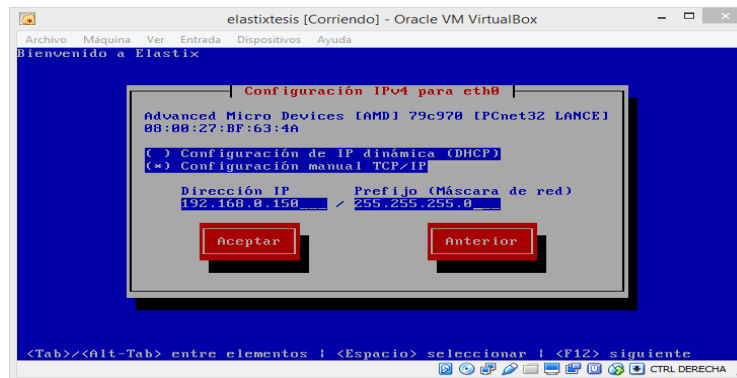 elastixtesis [Corriendo] - Oracle VM VirtualBox
Archivo Máquina Ver Entrada Dispositivos Ayuda
Bienvenido a Elastix
Configuración IPv4 para eth0
Advanced Micro Devices [AMD] 79c970 [PCnet32 LANCE]
08:00:27:BF:63:4A
( ) Configuración de IP dinámica (DHCP)
(*) Configuración manual TCP/IP
Dirección IP Prefijo (Máscara de red)
192.168.0.150___ / 255.255.255.0___
Aceptar Anterior
<Tab>/<Alt-Tab> entre elementos | <Espacio> seleccionar | <F12> siguiente
CTRL DERECHA